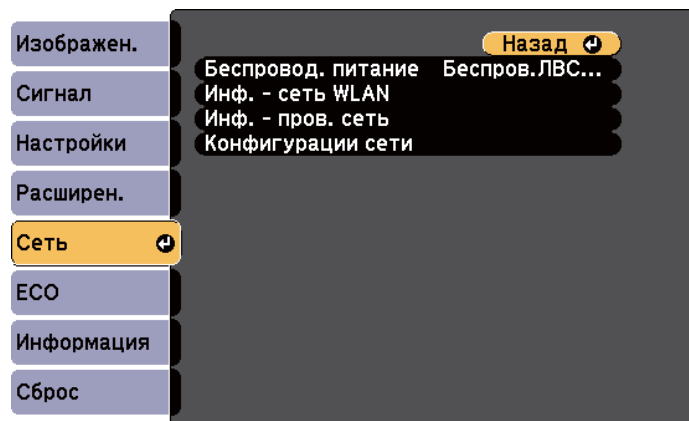 Изображен.
Сигнал
Настройки
Расширен.
Сеть
ECO
Информация
Сброс
Назад
Беспровод. питание Беспров.ЛВС...
Инф. - сеть WLAN
Инф. - пров. сеть
Конфигурации сети